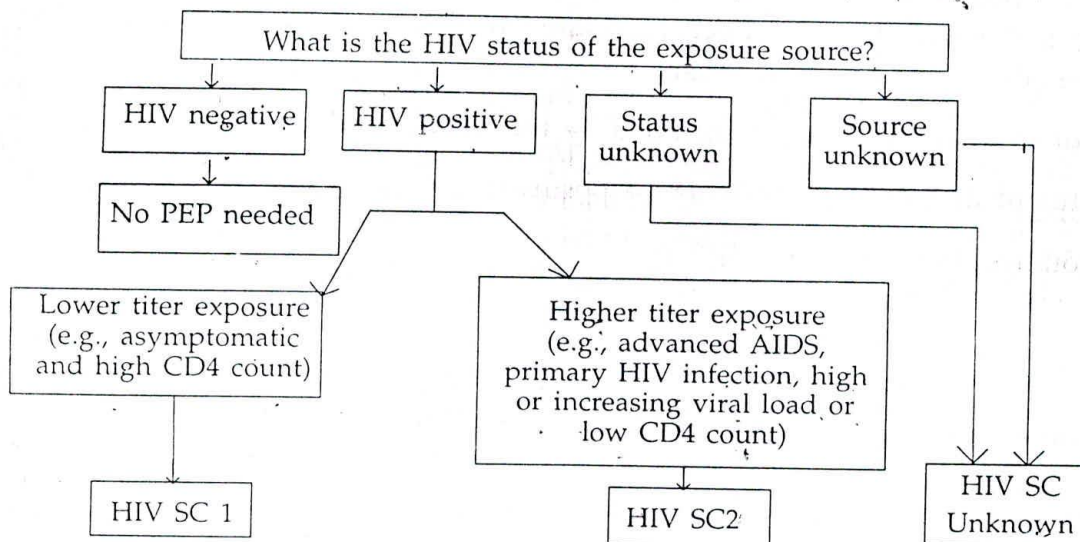 What is the HIV status of the exposure source?
HIV negative
HIV positive
Status
unknown
Source
unknown
No PEP needed
Lower titer exposure
(e.g., asymptomatic
and high CD4 count)
Higher titer exposure
(e.g., advanced AIDS,
primary HIV infection, high
or increasing viral load or
low CD4 count)
HIV SC 1
HIV SC2
HIV SC
Unknown